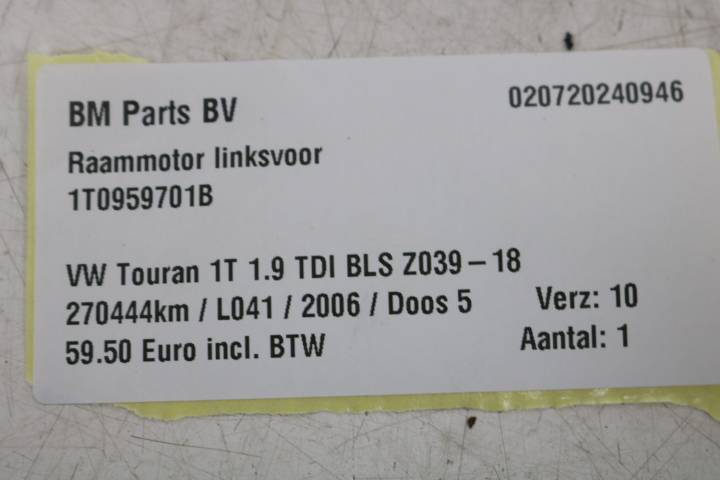 BM Parts BV 020720240946
Raammotor linksvoor
1T0959701B
VW Touran 1T 1.9 TDI BLS Z039-18
270444km / L041 / 2006 / Doos 5 Verz: 10
59.50 Euro incl. BTW Aantal: 1